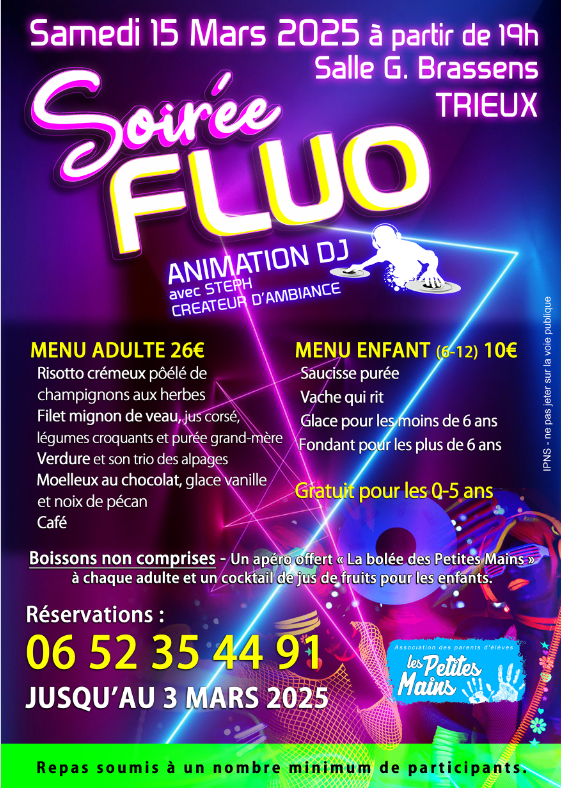 Samedi 15 Mars 2025 à partir de 19h
Salle G. Brassens
TRIEUX
Soirée
FLUO
ANIMATION DJ
avec STEPH
CREATEUR D'AMBIANCE
MENU ADULTE 26€
Risotto crémeux pôêlé de
champignons aux herbes
Filet mignon de veau, jus corsé,
légumes croquants et purée grand-mère
Verdure et son trio des alpages
Moelleux au chocolat, glace vanille
et noix de pécan
Café
MENU ENFANT (6-12) 10€
Saucisse purée
Vache qui rit
Glace pour les moins de 6 ans
Fondant pour les plus de 6 ans
Gratuit pour les 0-5 ans
IPNS - ne pas jeter sur la voie publique
Boissons non comprises - Un apéro offert « La bolée des Petites Mains »
à chaque adulte et un cocktail de jus de fruits pour les enfants.
Réservations :
06 52 35 44 91
JUSQU'AU 3 MARS 2025
Association des parents d'élèves
les Petites
Mains
Repas soumis à un nombre minimum de participants.